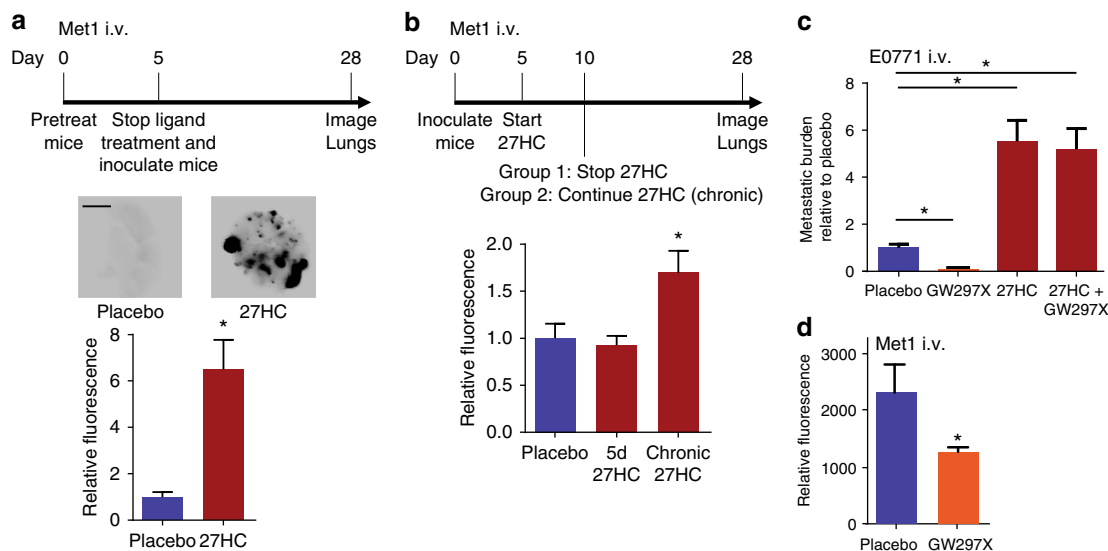 a
Met1 i.v.
Day 0 5 28
Pretreat mice
Stop ligand treatment and inoculate mice
Image Lungs
Placebo 27HC
Relative fluorescence
8
6
4
2
0
*
Placebo 27HC
b
Met1 i.v.
Day 0 5 10 28
Inoculate mice
Start 27HC
Image Lungs
Group 1: Stop 27HC
Group 2: Continue 27HC (chronic)
Relative fluorescence
2.0
1.5
1.0
0.5
0.0
*
Placebo
5d 27HC
Chronic 27HC
c
E0771 i.v.
Metastatic burden
relative to placebo
8
6
4
2
0
*
*
*
Placebo GW297X 27HC
27HC +
GW297X
d
Met1 i.v.
Relative fluorescence
3000
2000
1000
0
*
Placebo GW297X